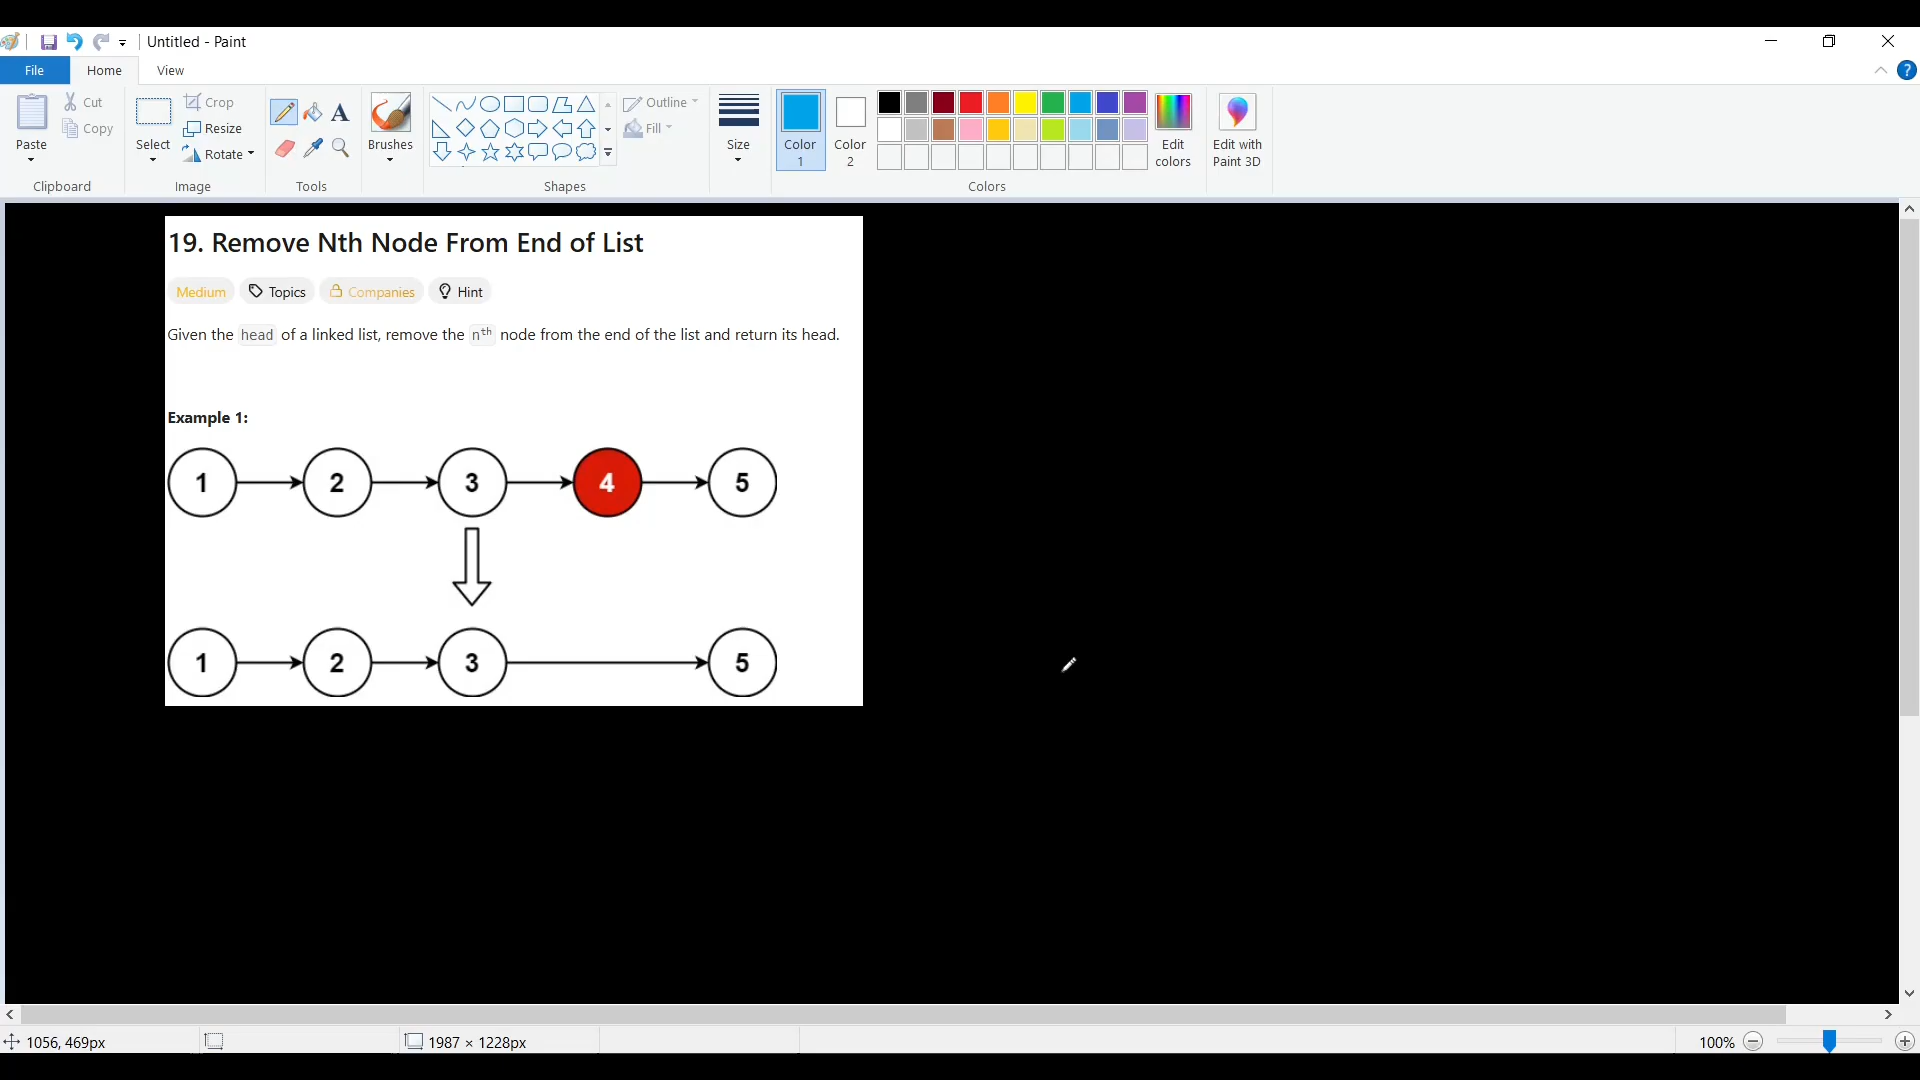 Untitled - Paint
File Home View
Paste
Cut
Copy
Clipboard
Select
Crop
Resize
Rotate
Image
A
Tools
Brushes
Outline
Fill
Shapes
Size
Color 1
Color 2
Colors
Edit colors
Edit with Paint 3D
?
19. Remove Nth Node From End of List
Medium Topics Companies Hint
Given the head of a linked list, remove the nth node from the end of the list and return its head.
Example 1:
1 2 3 4 5
1 2 3 5
1056, 469px 1987 × 1228px 100%